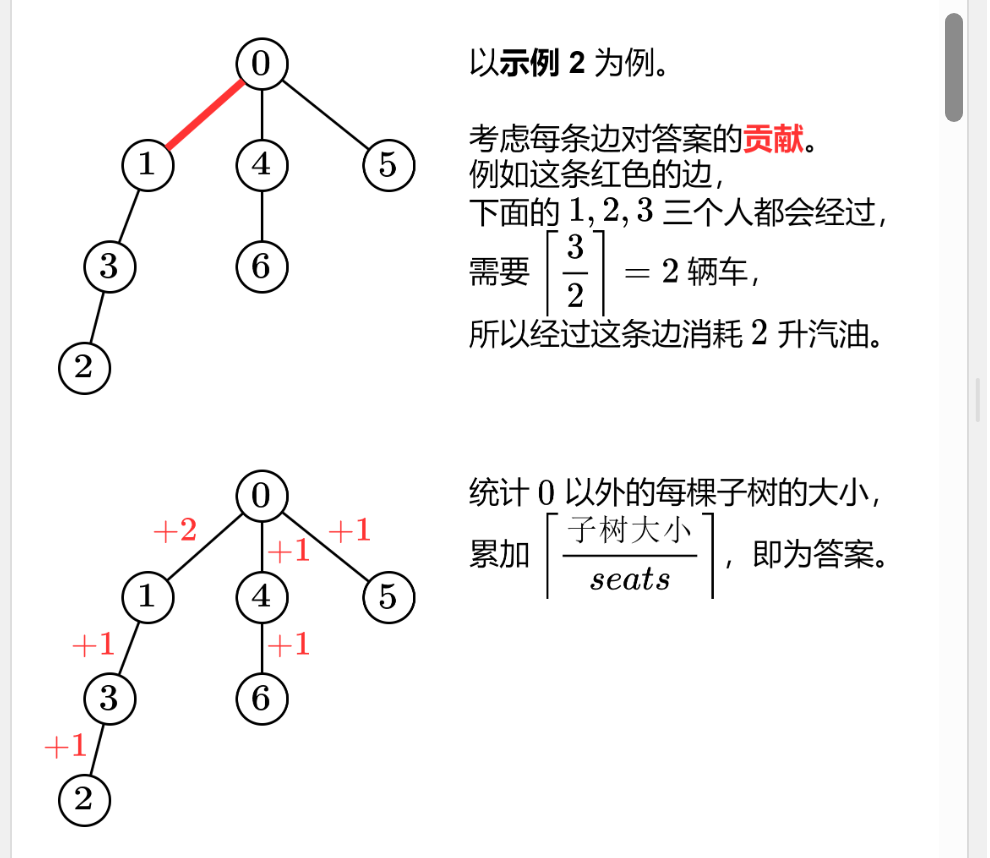 0
以示例 2 为例。
考虑每条边对答案的贡献。
1 4 5
例如这条红色的边，
下面的 1, 2, 3 三个人都会经过，
3 6
需要 ⌈3/2⌉ = 2 辆车，
所以经过这条边消耗 2 升汽油。
2
0
统计 0 以外的每棵子树的大小，
+2 +1 +1
累加 ⌈子树大小/seats⌉，即为答案。
1 4 5
+1 +1
3 6
+1
2